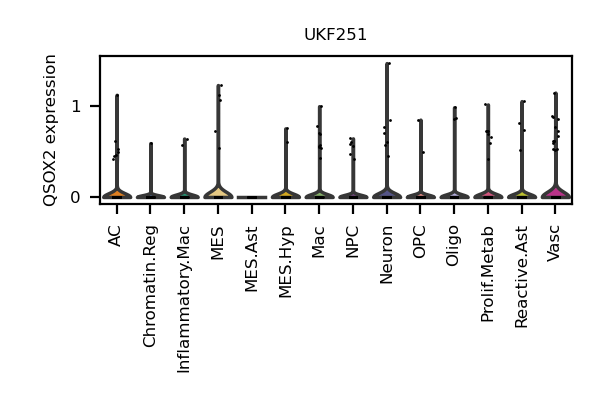 UKF251
QSOX2 expression
1
0
AC
Chromatin.Reg
Inflammatory.Mac
MES
MES.Ast
MES.Hyp
Mac
NPC
Neuron
OPC
Oligo
Prolif.Metab
Reactive.Ast
Vasc